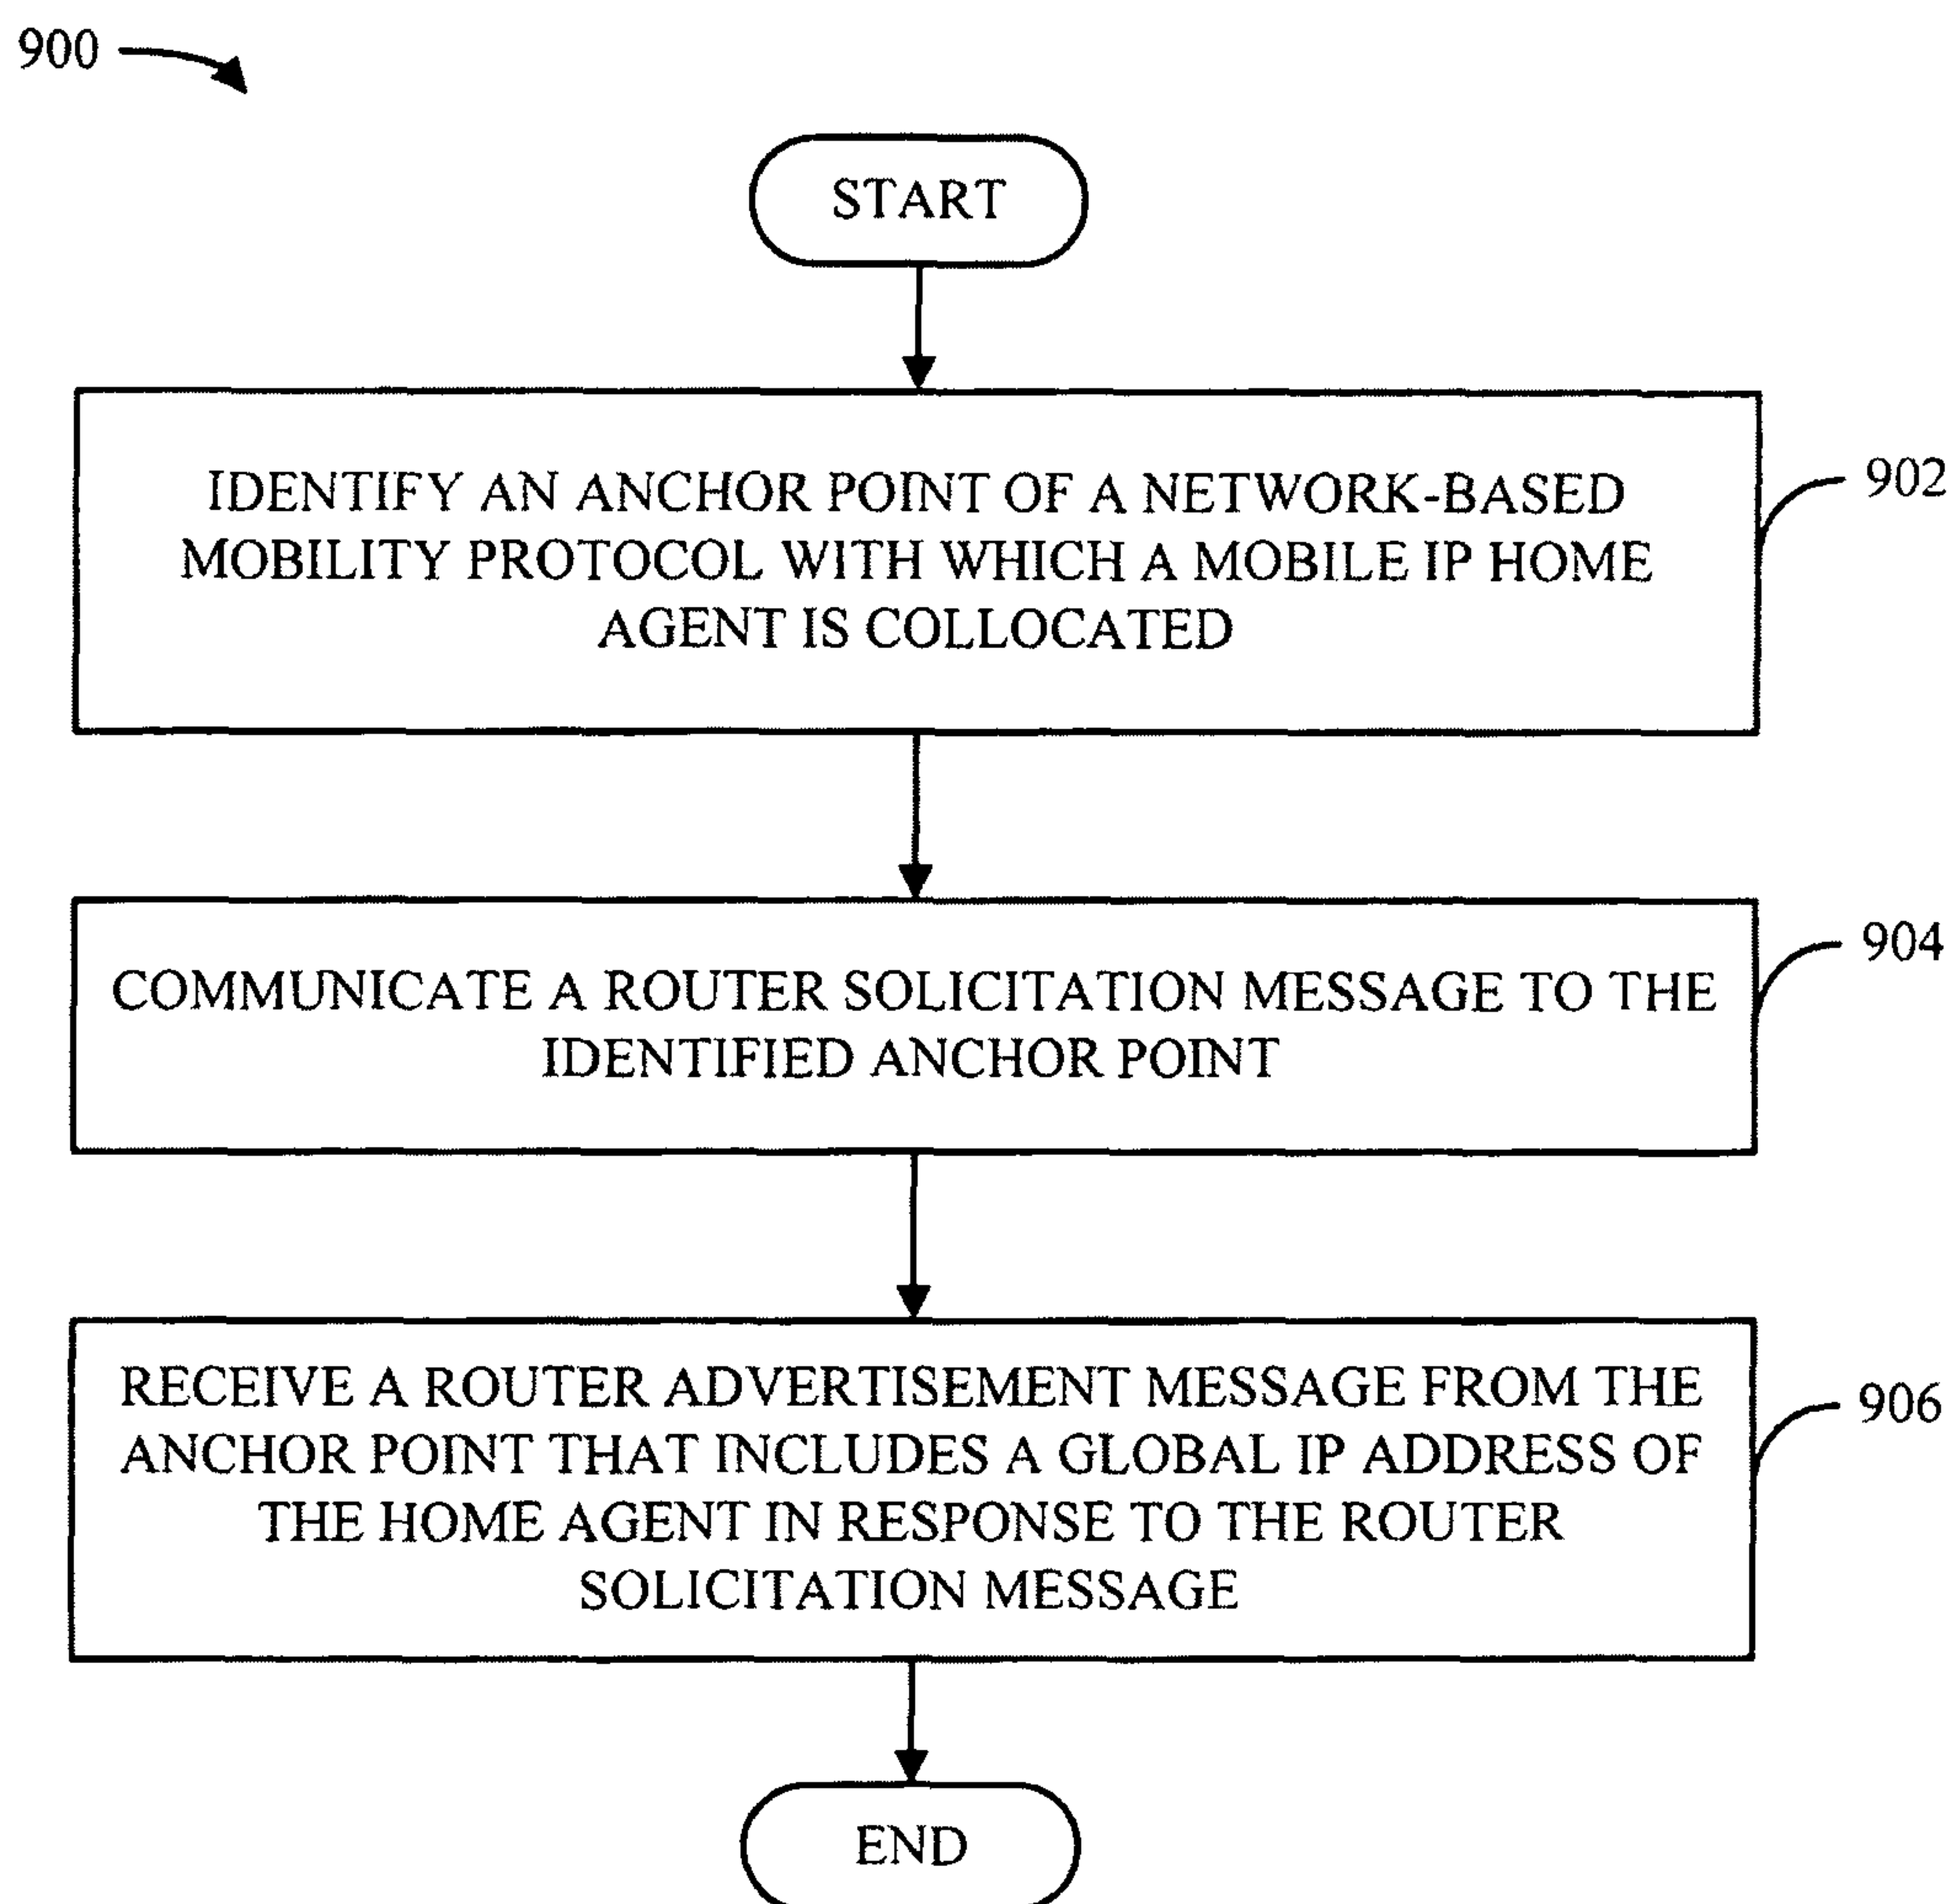 900
START
IDENTIFY AN ANCHOR POINT OF A NETWORK-BASED
MOBILITY PROTOCOL WITH WHICH A MOBILE IP HOME
AGENT IS COLLOCATED
902
COMMUNICATE A ROUTER SOLICITATION MESSAGE TO THE
IDENTIFIED ANCHOR POINT
904
RECEIVE A ROUTER ADVERTISEMENT MESSAGE FROM THE
ANCHOR POINT THAT INCLUDES A GLOBAL IP ADDRESS OF
THE HOME AGENT IN RESPONSE TO THE ROUTER
SOLICITATION MESSAGE
906
END